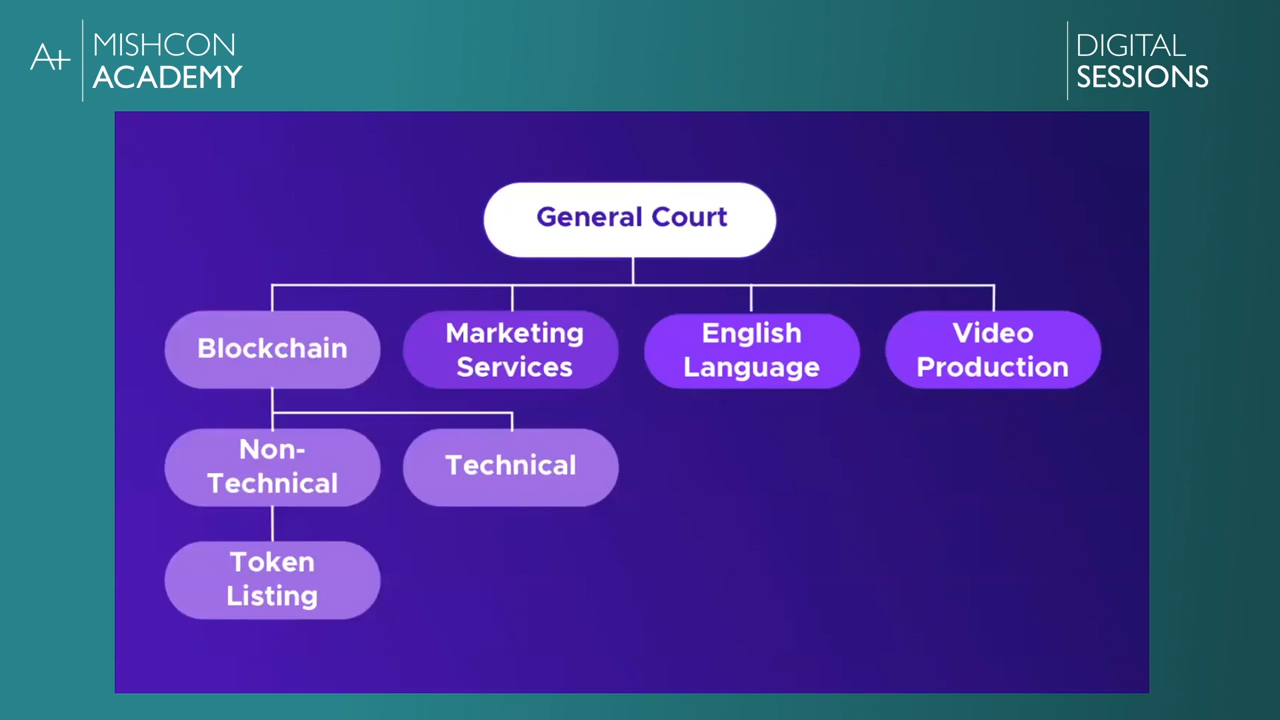 A+
MISHCON
ACADEMY
DIGITAL
SESSIONS
General Court
Blockchain
Marketing
Services
English
Language
Video
Production
Non-
Technical
Technical
Token
Listing